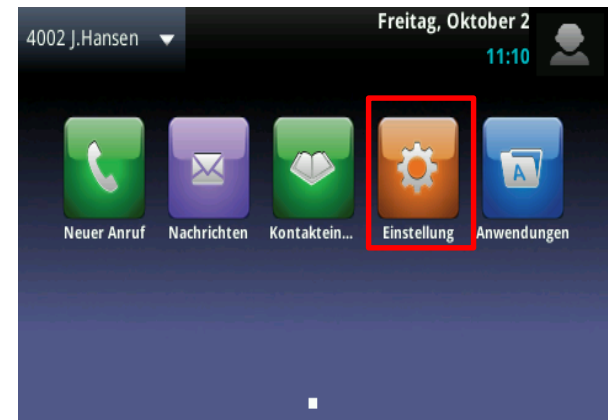 4002 J.Hansen
Freitag, Oktober 2
11:10
A
Neuer Anruf
Nachrichten
Kontaktein...
Einstellung
Anwendungen